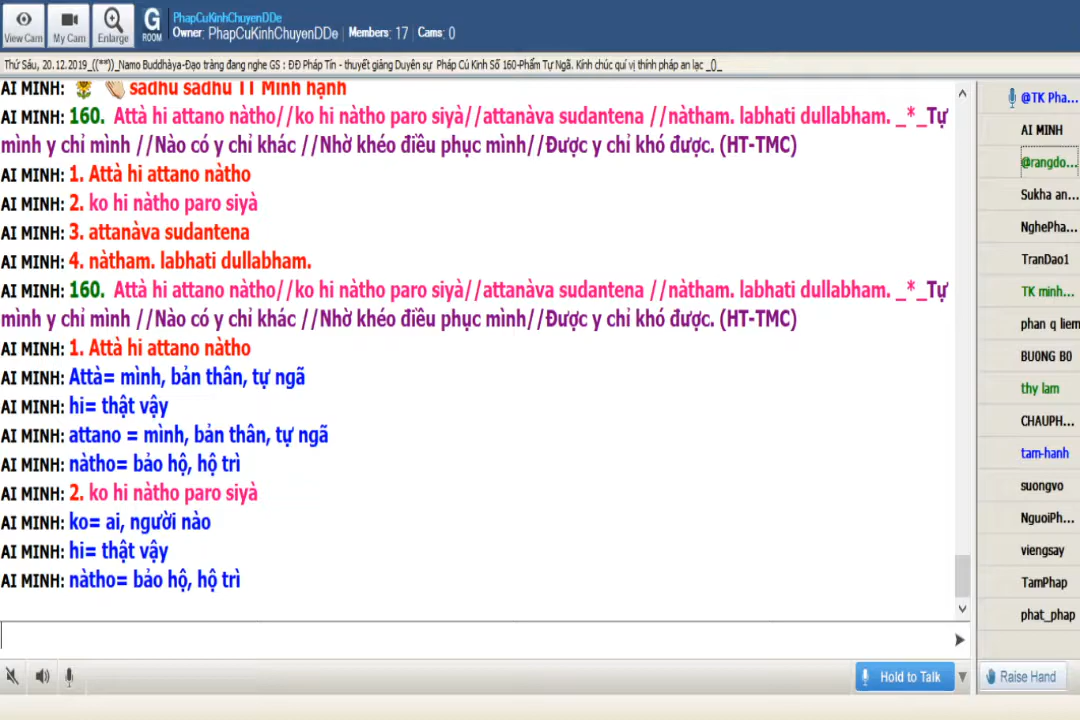 View Cam
My Cam
Enlarge
G
ROOM
PhapCuKinhChuyenDDe
Owner: PhapCuKinhChuyenDDe | Members: 17 | Cams: 0
Thứ Sáu, 20.12.2019_((**))_Namo Buddhàya-Đạo tràng đang nghe GS : ĐĐ Pháp Tín - thuyết giảng Duyên sự Pháp Cú Kinh Số 160-Phẩm Tự Ngã. Kính chúc quí vị thính pháp an lạc _()_
AI MINH: sadhu sadhu TT Minh hạnh
AI MINH: 160. Attà hi attano nàtho//ko hi nàtho paro siyà//attanàva sudantena //nàtham. labhati dullabham. _*_Tự
mình y chỉ mình //Nào có y chỉ khác //Nhờ khéo điều phục mình//Được y chỉ khó được. (HT-TMC)
AI MINH: 1. Attà hi attano nàtho
AI MINH: 2. ko hi nàtho paro siyà
AI MINH: 3. attanàva sudantena
AI MINH: 4. nàtham. labhati dullabham.
AI MINH: 160. Attà hi attano nàtho//ko hi nàtho paro siyà//attanàva sudantena //nàtham. labhati dullabham. _*_Tự
mình y chỉ mình //Nào có y chỉ khác //Nhờ khéo điều phục mình//Được y chỉ khó được. (HT-TMC)
AI MINH: 1. Attà hi attano nàtho
AI MINH: Attà= mình, bản thân, tự ngã
AI MINH: hi= thật vậy
AI MINH: attano = mình, bản thân, tự ngã
AI MINH: nàtho= bảo hộ, hộ trì
AI MINH: 2. ko hi nàtho paro siyà
AI MINH: ko= ai, người nào
AI MINH: hi= thật vậy
AI MINH: nàtho= bảo hộ, hộ trì
@TK Pha...
AI MINH
@rangdo...
Sukha an...
NghePha...
TranDao1
TK minh...
phan q liem
BUONG BO
thy lam
CHAUPH...
tam-hanh
suongvo
NguoiPh...
viengsay
TamPhap
phat_phap
Hold to Talk
Raise Hand